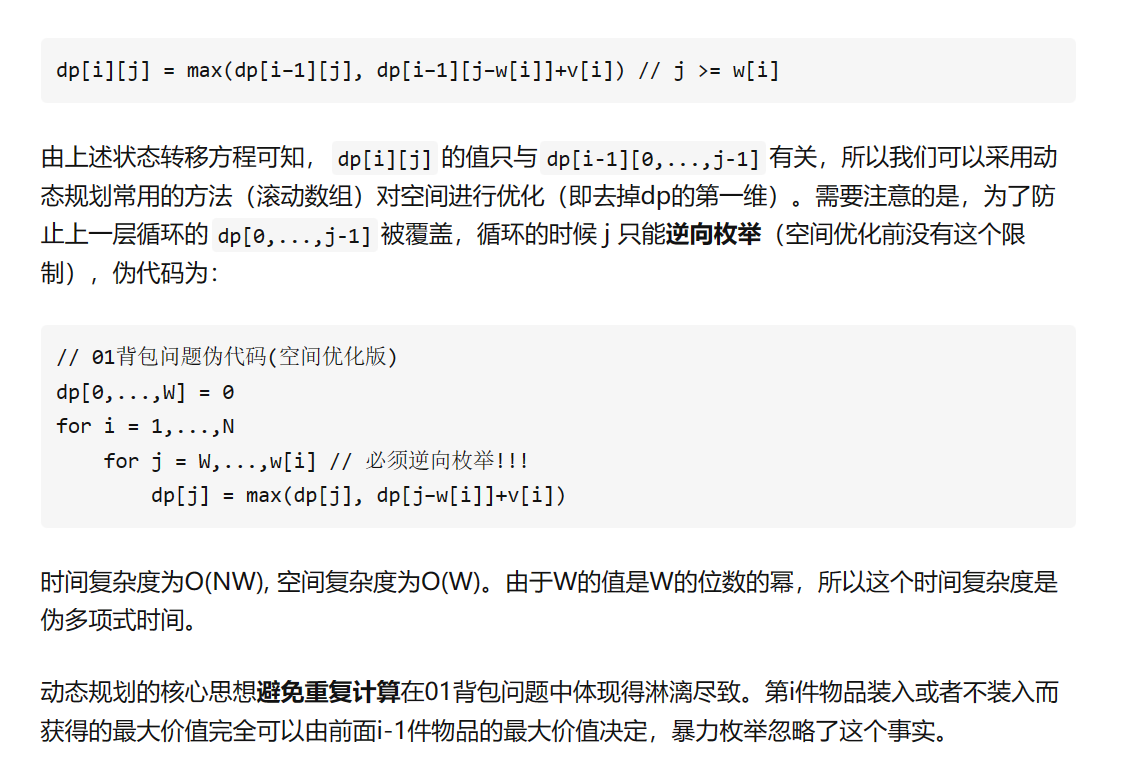 dp[i][j] = max(dp[i−1][j], dp[i−1][j−w[i]]+v[i]) // j >= w[i]
由上述状态转移方程可知， dp[i][j] 的值只与 dp[i-1][0,...,j-1] 有关，所以我们可以采用动
态规划常用的方法（滚动数组）对空间进行优化（即去掉dp的第一维）。需要注意的是，为了防
止上一层循环的 dp[0,...,j-1] 被覆盖，循环的时候 j 只能逆向枚举（空间优化前没有这个限
制），伪代码为：
// 01背包问题伪代码(空间优化版)
dp[0,...,W] = 0
for i = 1,...,N
    for j = W,...,w[i] // 必须逆向枚举!!!
        dp[j] = max(dp[j], dp[j−w[i]]+v[i])
时间复杂度为O(NW), 空间复杂度为O(W)。由于W的值是W的位数的幂，所以这个时间复杂度是
伪多项式时间。
动态规划的核心思想避免重复计算在01背包问题中体现得淋漓尽致。第i件物品装入或者不装入而
获得的最大价值完全可以由前面i-1件物品的最大价值决定，暴力枚举忽略了这个事实。